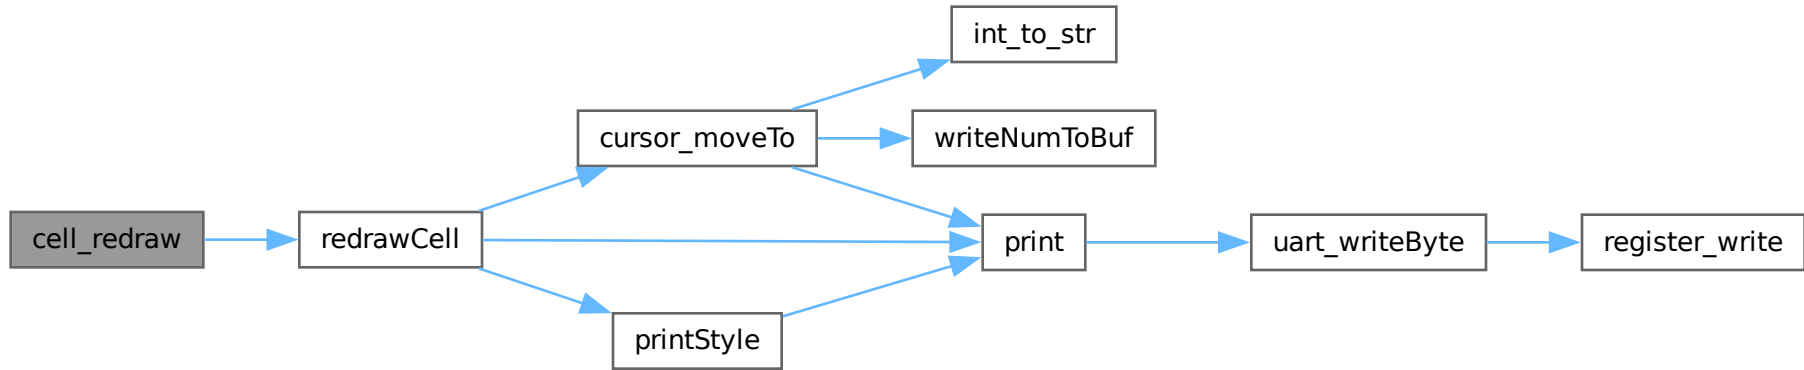 cell_redraw
redrawCell
cursor_moveTo
printStyle
int_to_str
writeNumToBuf
print
uart_writeByte
register_write